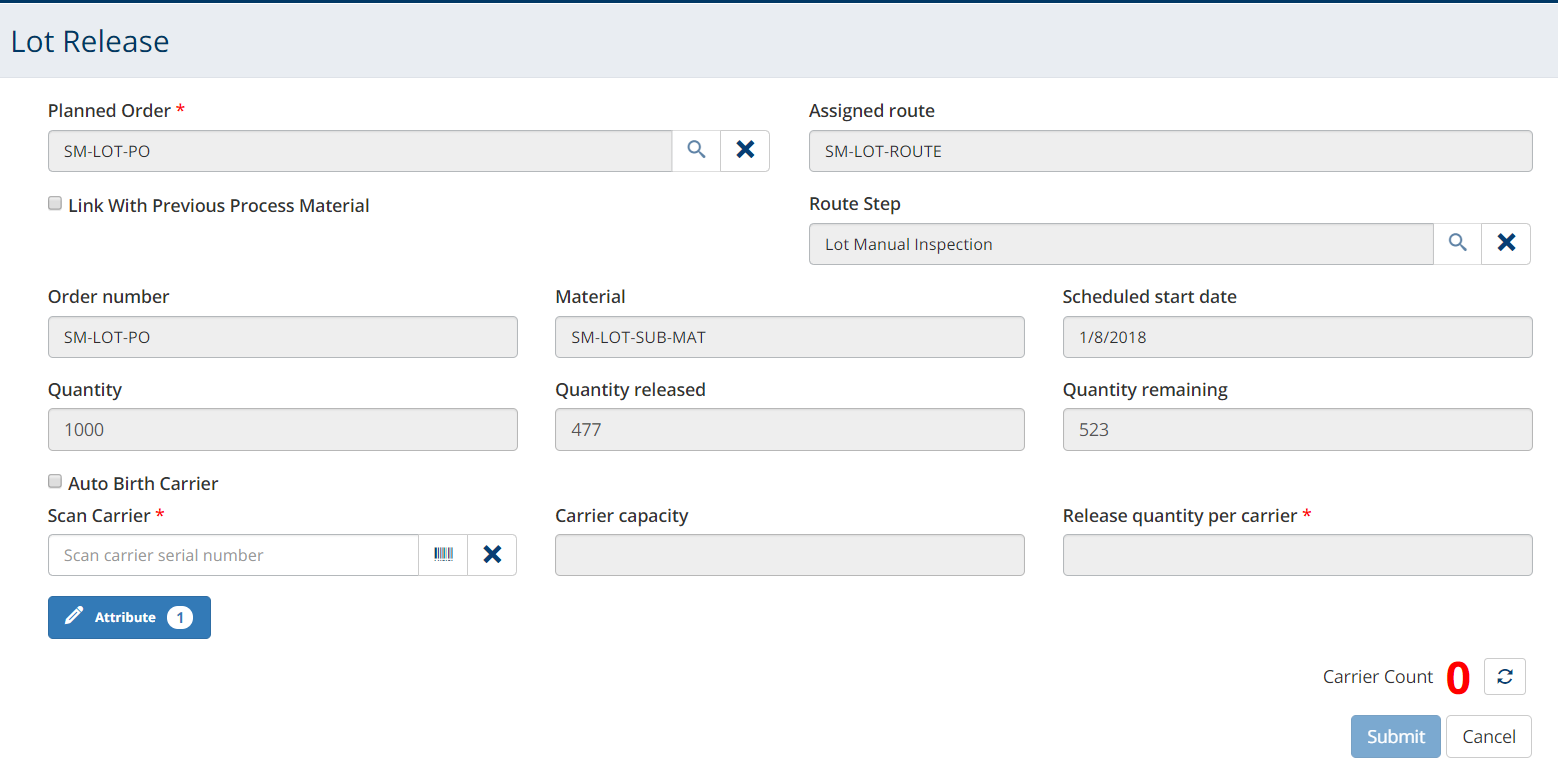 Lot Release
Planned Order *
SM-LOT-PO
Assigned route
SM-LOT-ROUTE
Link With Previous Process Material
Route Step
Lot Manual Inspection
Order number
SM-LOT-PO
Material
SM-LOT-SUB-MAT
Scheduled start date
1/8/2018
Quantity
1000
Quantity released
477
Quantity remaining
523
Auto Birth Carrier
Scan Carrier *
Scan carrier serial number
Carrier capacity
Release quantity per carrier *
Attribute 1
Carrier Count 0
Submit
Cancel